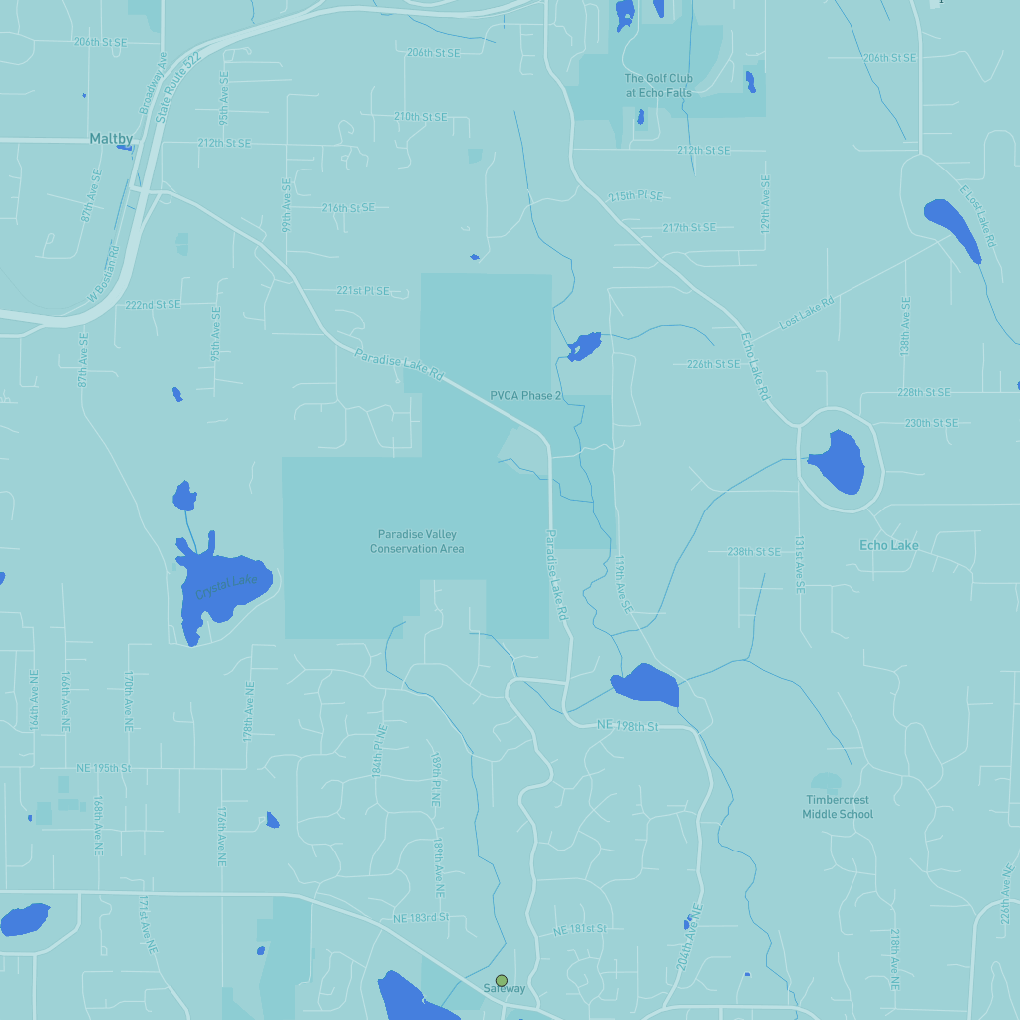 206th St SE
206th St SE
206th St SE
The Golf Club
at Echo Falls
State Route 522
Broadway Ave
95th Ave SE
210th St SE
Maltby
212th St SE
212th St SE
87th Ave SE
99th Ave SE
215th Pl SE
129th Ave SE
216th St SE
217th St SE
E Lost Lake Rd
W Bostian Rd
221st Pl SE
222nd St SE
95th Ave SE
Lost Lake Rd
138th Ave SE
87th Ave SE
Paradise Lake Rd
226th St SE
Echo Lake Rd
PVCA Phase 2
228th St SE
230th St SE
Paradise Valley
Conservation Area
Echo Lake
238th St SE
131st Ave SE
Paradise Lake Rd
119th Ave SE
Crystal Lake
164th Ave NE
166th Ave NE
170th Ave NE
178th Ave NE
184th Pl NE
NE 198th St
NE 195th St
189th Pl NE
168th Ave NE
176th Ave NE
Timbercrest
Middle School
189th Ave NE
171st Ave NE
NE 183rd St
NE 181st St
204th Ave NE
218th Ave NE
226th Ave NE
Safeway